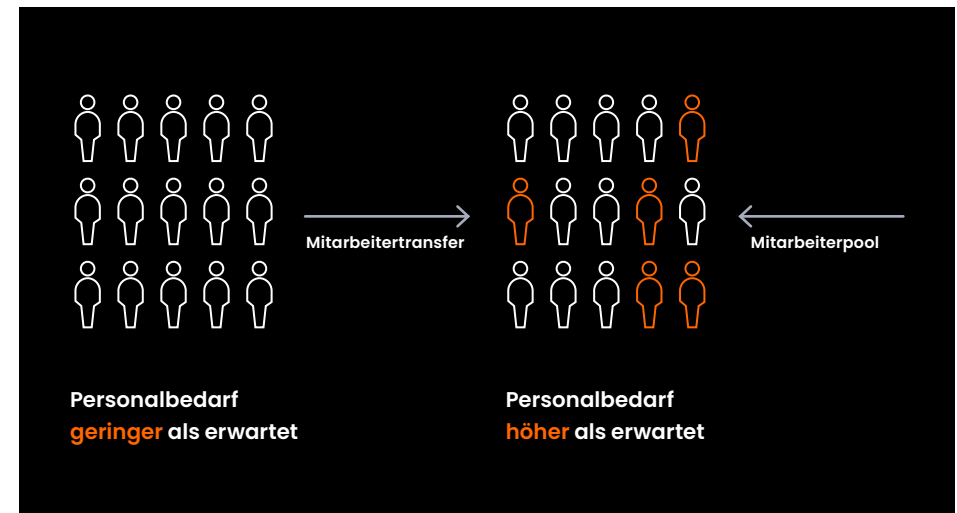 Mitarbeitertransfer
Mitarbeiterpool
Personalbedarf
geringer als erwartet
Personalbedarf
höher als erwartet